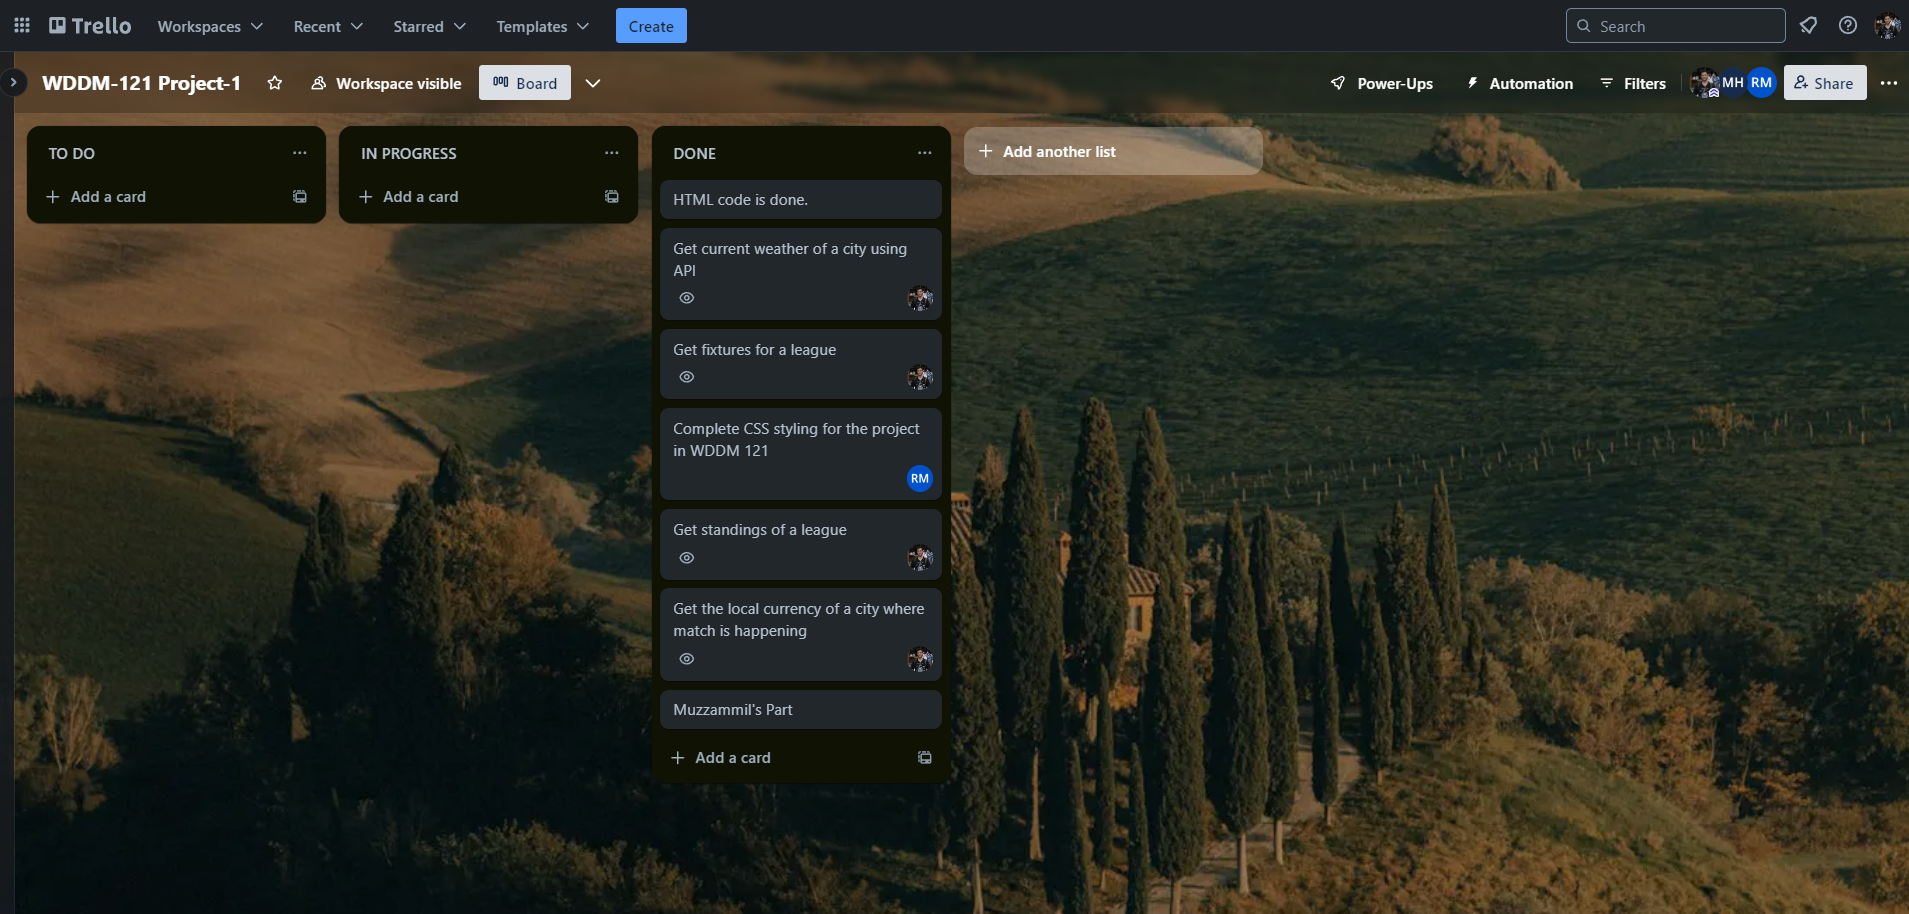 Trello
Workspaces
Recent
Starred
Templates
Create
Search
WDDM-121 Project-1
Workspace visible
Board
Power-Ups
Automation
Filters
MH
RM
Share
TO DO
Add a card
IN PROGRESS
Add a card
DONE
HTML code is done.
Get current weather of a city using
API
Get fixtures for a league
Complete CSS styling for the project
in WDDM 121
RM
Get standings of a league
Get the local currency of a city where
match is happening
Muzzammil's Part
Add a card
Add another list